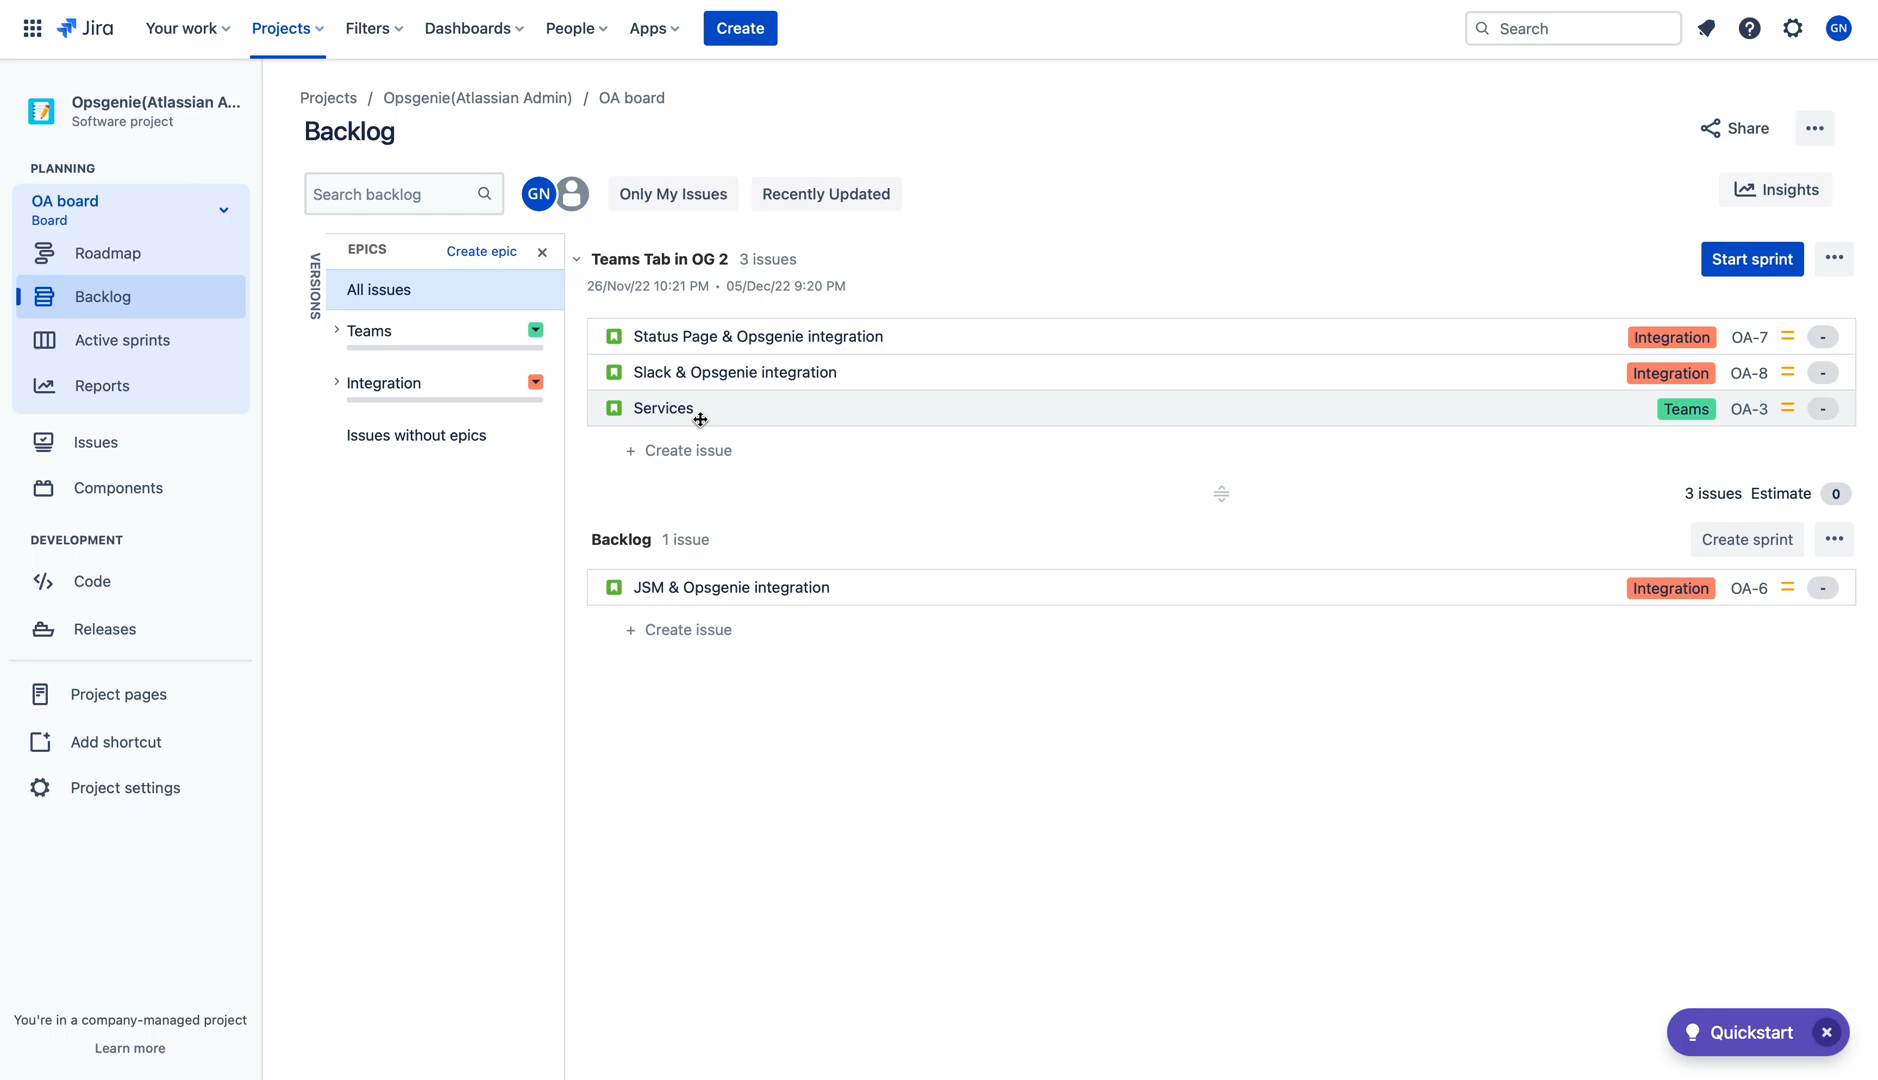 Jira
Your work
Projects
Filters
Dashboards
People
Apps
Create
Search
GN
Opsgenie(Atlassian A...
Software project
PLANNING
OA board
Board
Roadmap
Backlog
Active sprints
Reports
Issues
Components
DEVELOPMENT
Code
Releases
Project pages
Add shortcut
Project settings
You're in a company-managed project
Learn more
Projects / Opsgenie(Atlassian Admin) / OA board
Backlog
Share
Search backlog
GN
Only My Issues
Recently Updated
Insights
VERSIONS
EPICS
Create epic
All issues
Teams
Integration
Issues without epics
Teams Tab in OG 2 3 issues
26/Nov/22 10:21 PM • 05/Dec/22 9:20 PM
Start sprint
Status Page & Opsgenie integration Integration OA-7 -
Slack & Opsgenie integration Integration OA-8 -
Services Teams OA-3 -
+ Create issue
3 issues Estimate 0
Backlog 1 issue
Create sprint
JSM & Opsgenie integration Integration OA-6 -
+ Create issue
Quickstart